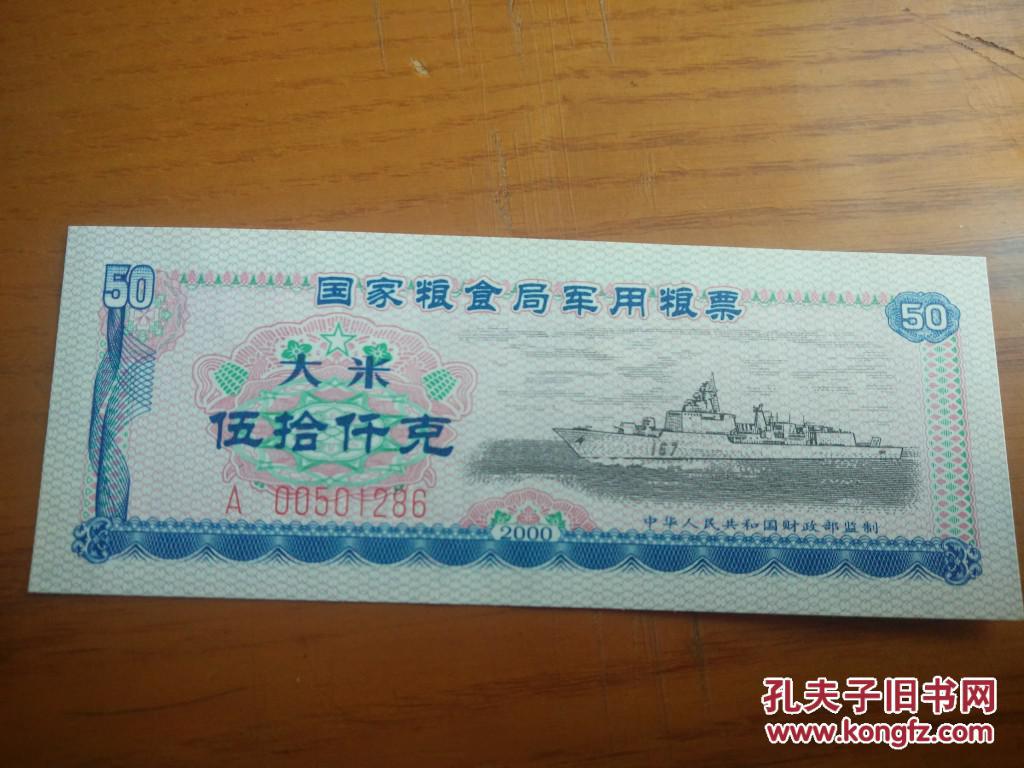 50
国家粮食局军用粮票
50
大米
伍拾仟克
167
A 00501286
2000
中华人民共和国财政部监制
孔夫子旧书网
www.kongfz.com